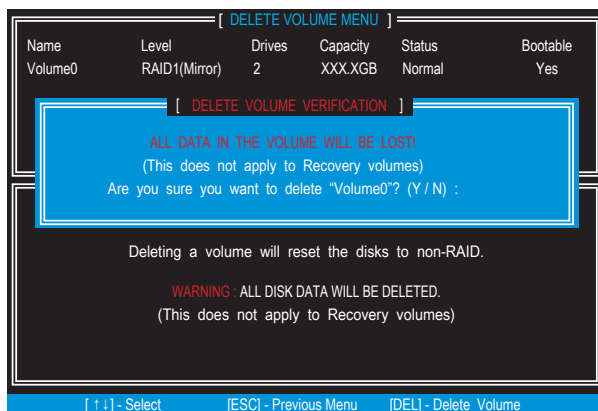 [ DELETE VOLUME MENU ]
Name Level Drives Capacity Status Bootable
Volume0 RAID1(Mirror) 2 XXX.XGB Normal Yes
[ DELETE VOLUME VERIFICATION ]
ALL DATA IN THE VOLUME WILL BE LOST!
(This does not apply to Recovery volumes)
Are you sure you want to delete “Volume0”? (Y / N) :
Deleting a volume will reset the disks to non-RAID.
WARNING : ALL DISK DATA WILL BE DELETED.
(This does not apply to Recovery volumes)
[ ↑↓] - Select [ESC] - Previous Menu [DEL] - Delete Volume